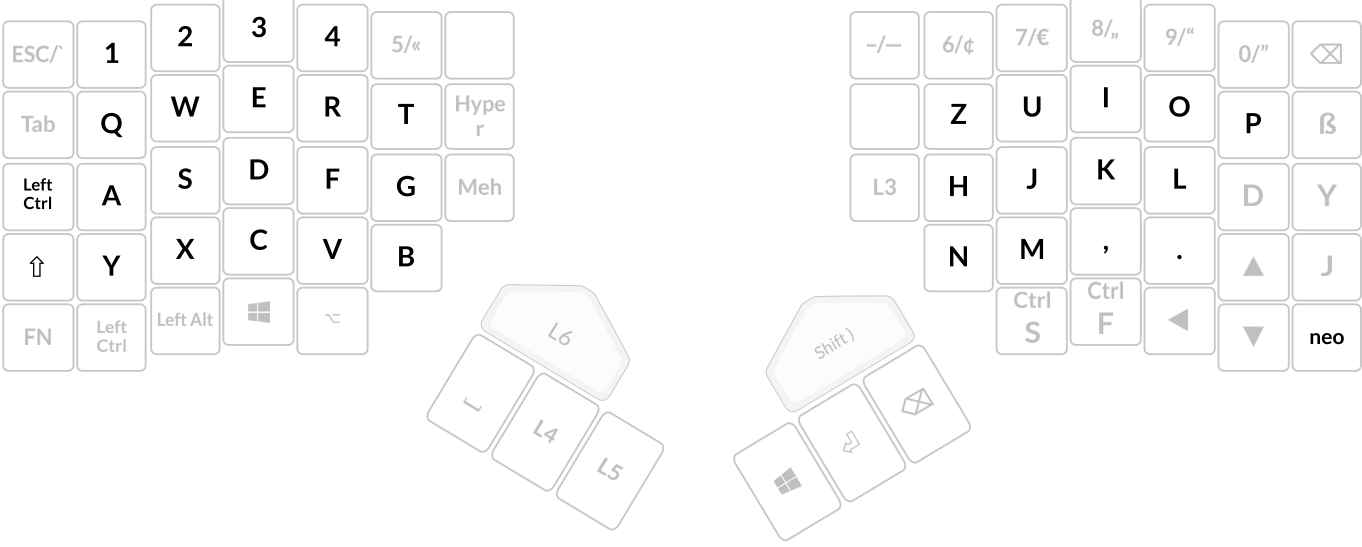 ESC/` 1 2 3 4 5/« –/— 6/¢ 7/€ 8/„ 9/“ 0/” ⌫
Tab Q W E R T Hype Z U I O P ß
r
Left A S D F G Meh L3 H J K L D Y
Ctrl
⇧ Y X C V B N M , . ▲ J
FN Left Left Alt ⌥ Ctrl Ctrl ◀ ▼ neo
Ctrl S F
L6 Shift )
⎵ L4 L5 ⏎ ⌫